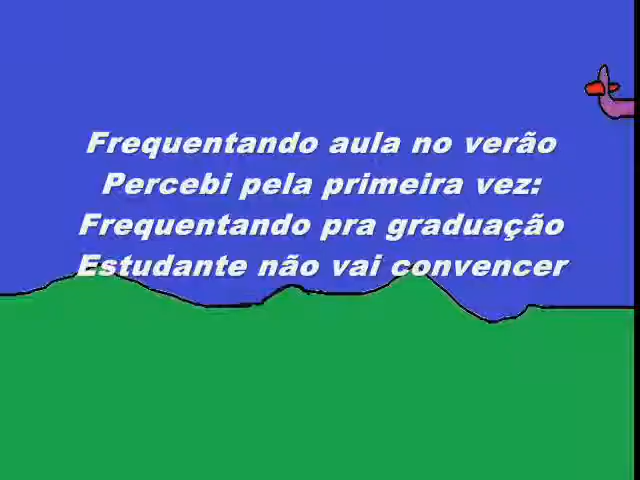 Frequentando aula no verão
Percebi pela primeira vez:
Frequentando pra graduação
Estudante não vai convencer